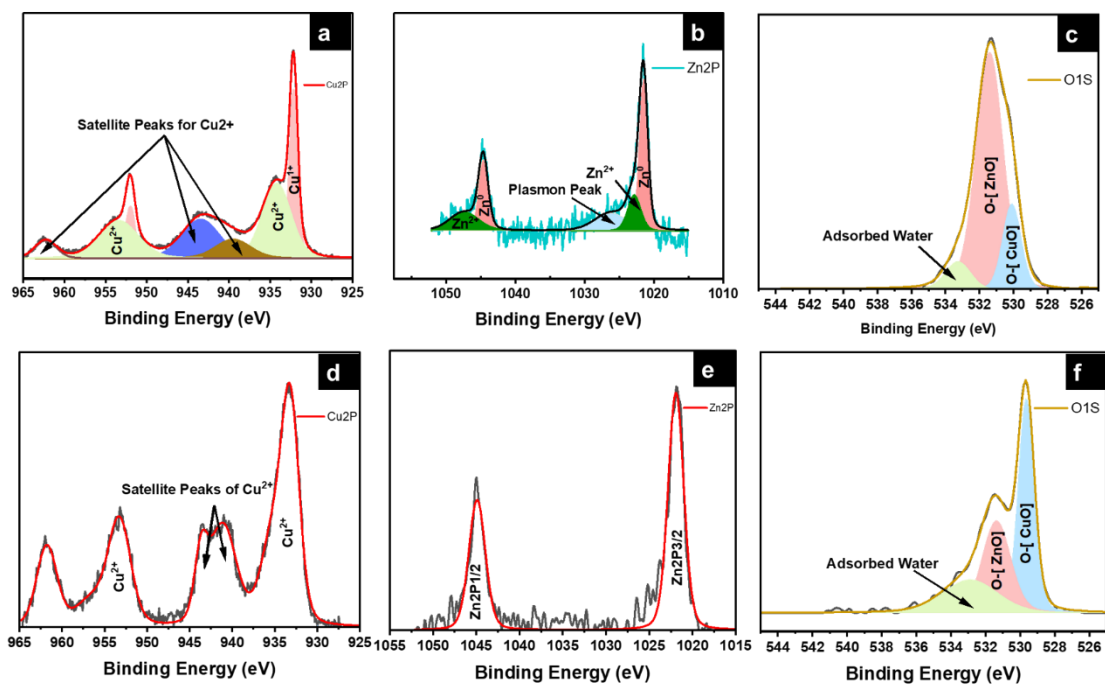 a
Cu2P
Satellite Peaks for Cu2+
Cu²⁺
Cu²⁺
Cu¹⁺
965 960 955 950 945 940 935 930 925
Binding Energy (eV)
b
Zn2P
Zn²⁺
Plasmon Peak
Zn⁰
Zn⁰
1050 1040 1030 1020 1010
Binding Energy (eV)
c
O1S
O-[ ZnO]
O-[ CuO]
Adsorbed Water
544 542 540 538 536 534 532 530 528 526
Binding Energy (eV)
d
Cu2P
Satellite Peaks of Cu²⁺
Cu²⁺
Cu²⁺
965 960 955 950 945 940 935 930 925
Binding Energy (eV)
e
Zn2P
Zn2P1/2
Zn2P3/2
1055 1050 1045 1040 1035 1030 1025 1020 1015
Binding Energy (eV)
f
O1S
O-[ CuO]
O-[ ZnO]
Adsorbed Water
544 542 540 538 536 534 532 530 528 526
Binding Energy (eV)